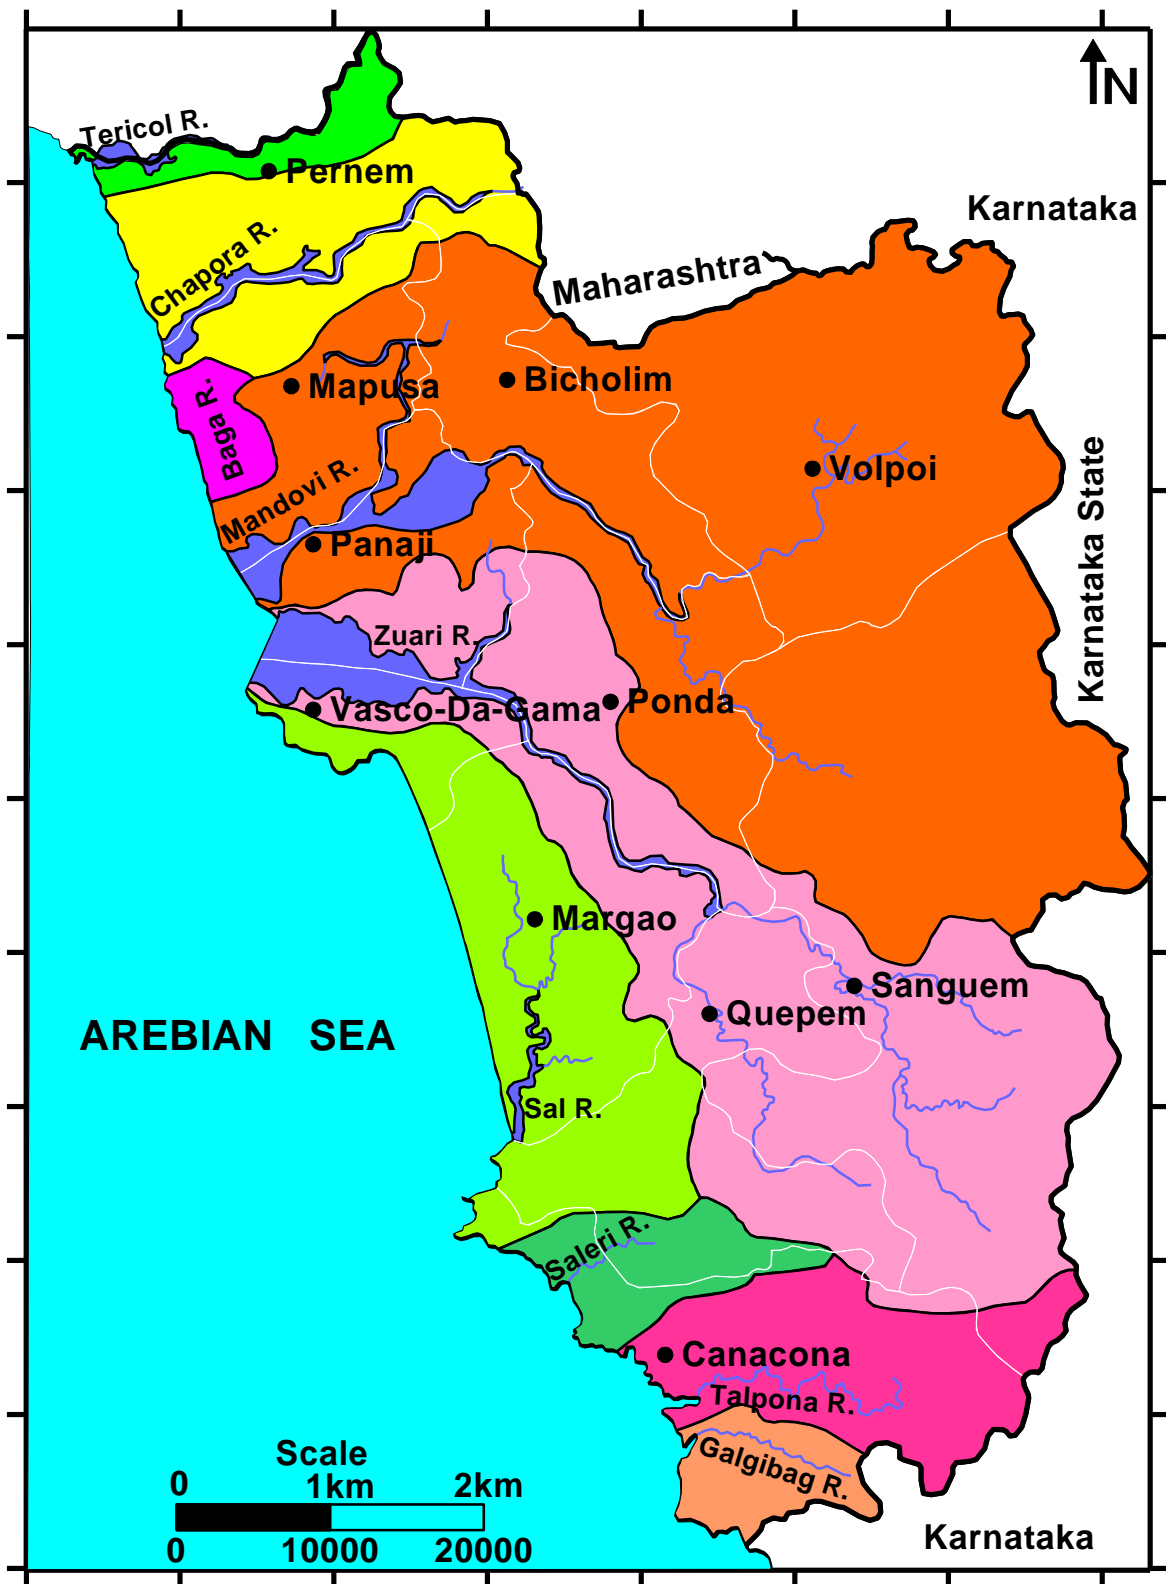 N
Tericol R.
Pernem
Karnataka
Chapora R.
Maharashtra
Mapusa
Bicholim
Baga R.
Volpoi
Mandovi R.
Karnataka State
Panaji
Zuari R.
Vasco-Da-Gama
Ponda
Margao
Sanguem
Quepem
AREBIAN SEA
Sal R.
Saleri R.
Canacona
Talpona R.
Galgibag R.
Scale
0 1km 2km
0 10000 20000
Karnataka